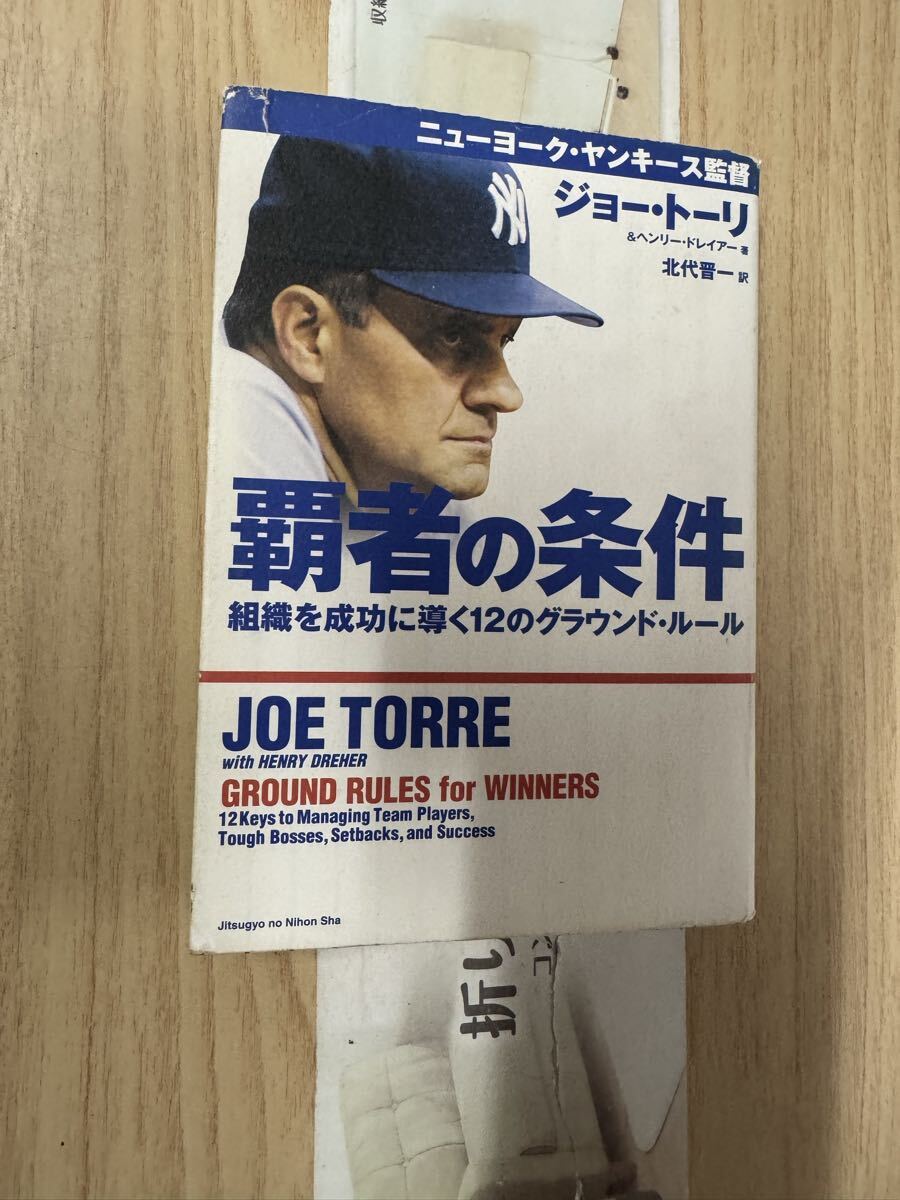 収納
ニューヨーク・ヤンキース監督
NY
ジョー・トーリ
&ヘンリー・ドレイアー 著
北代晋一 訳
覇者の条件
組織を成功に導く12のグラウンド・ルール
JOE TORRE
with HENRY DREHER
GROUND RULES for WINNERS
12 Keys to Managing Team Players,
Tough Bosses, Setbacks, and Success
Jitsugyo no Nihon Sha
折り